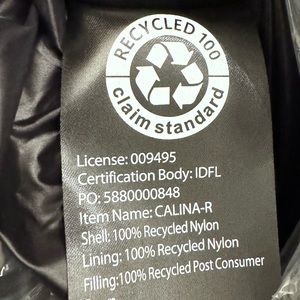 RECYCLED 100
claim standard
License: 009495
Certification Body: IDFL
PO: 5880000848
Item Name: CALINA-R
Shell: 100% Recycled Nylon
Lining: 100% Recycled Nylon
Filling:100% Recycled Post Consumer